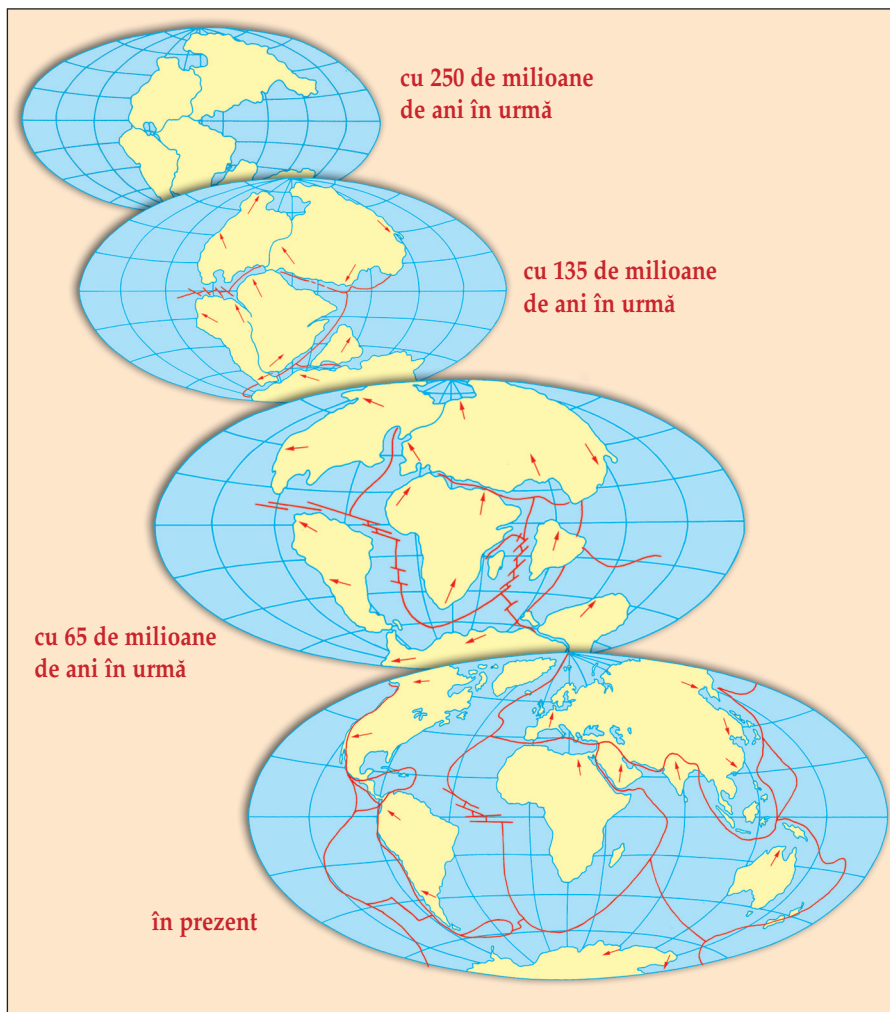 cu 250 de milioane
de ani în urmă
cu 135 de milioane
de ani în urmă
cu 65 de milioane
de ani în urmă
în prezent